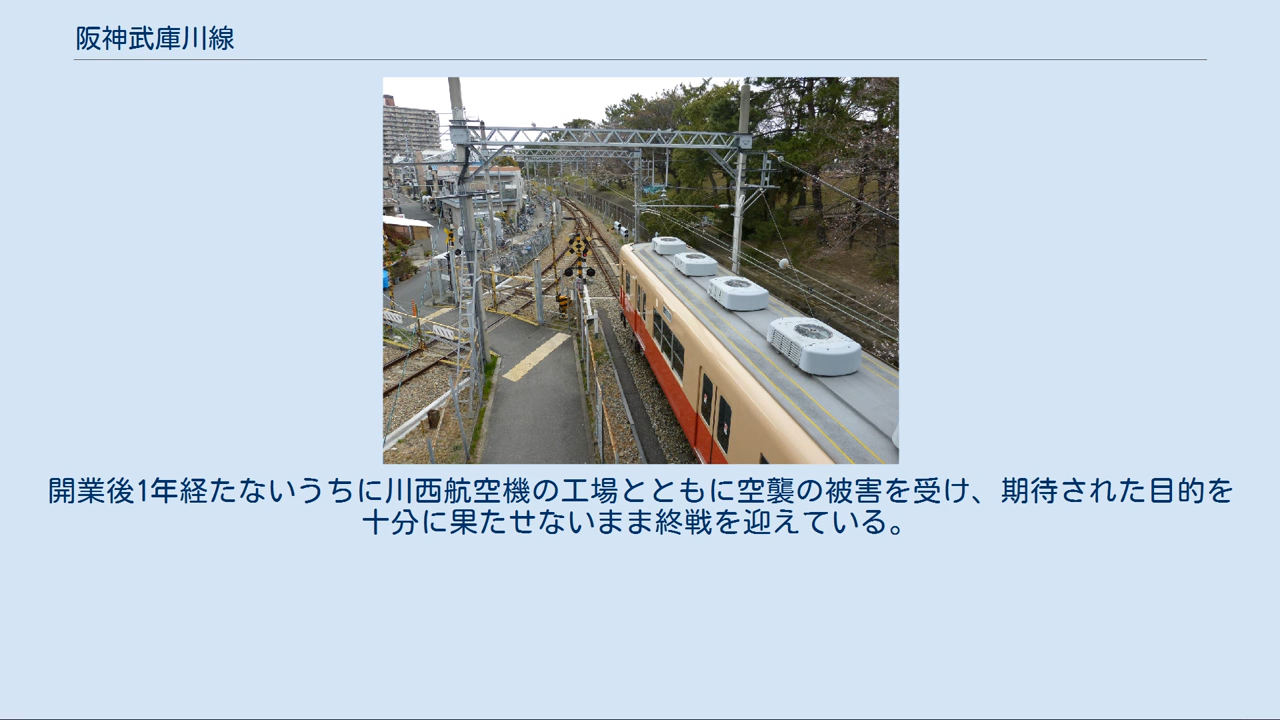 阪神武庫川線
開業後1年経たないうちに川西航空機の工場とともに空襲の被害を受け、期待された目的を
十分に果たせないまま終戦を迎えている。